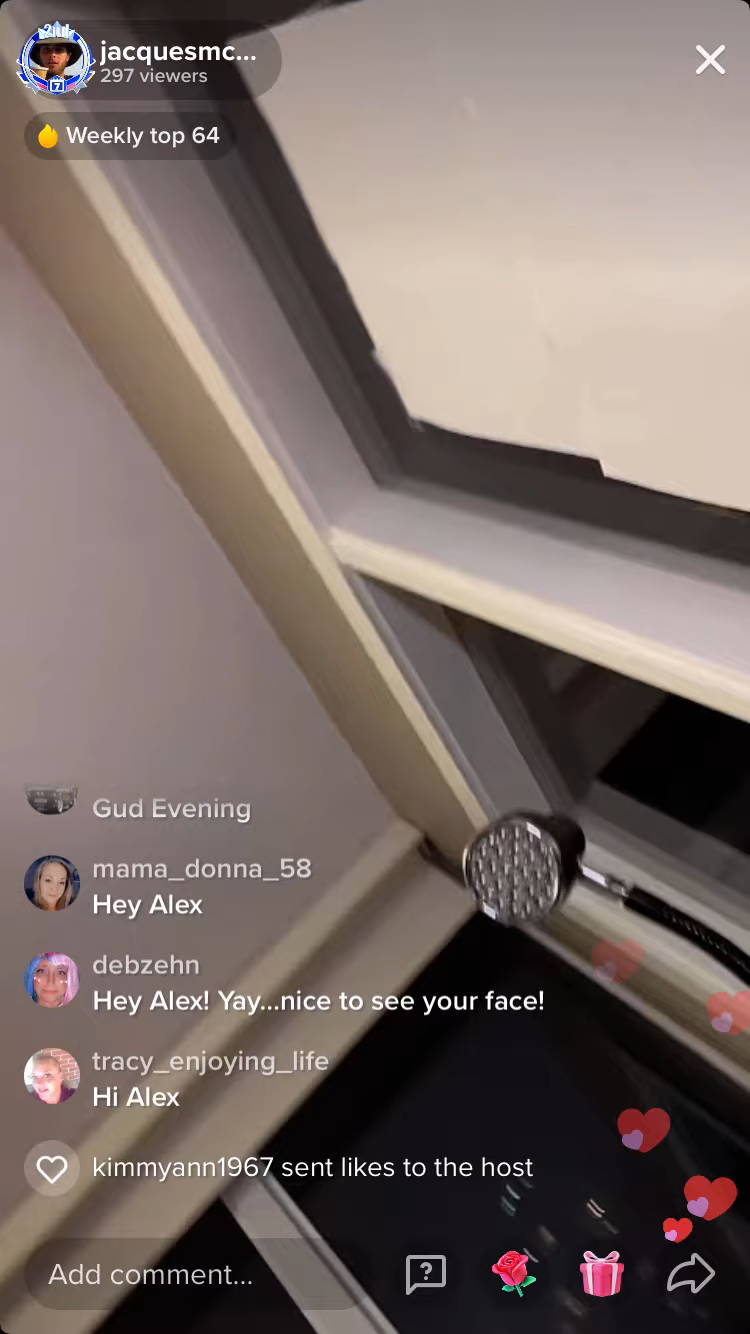 jacquesmc...
297 viewers
Weekly top 64
Gud Evening
mama_donna_58
Hey Alex
debzehn
Hey Alex! Yay...nice to see your face!
tracy_enjoying_life
Hi Alex
kimmyann1967 sent likes to the host
Add comment...